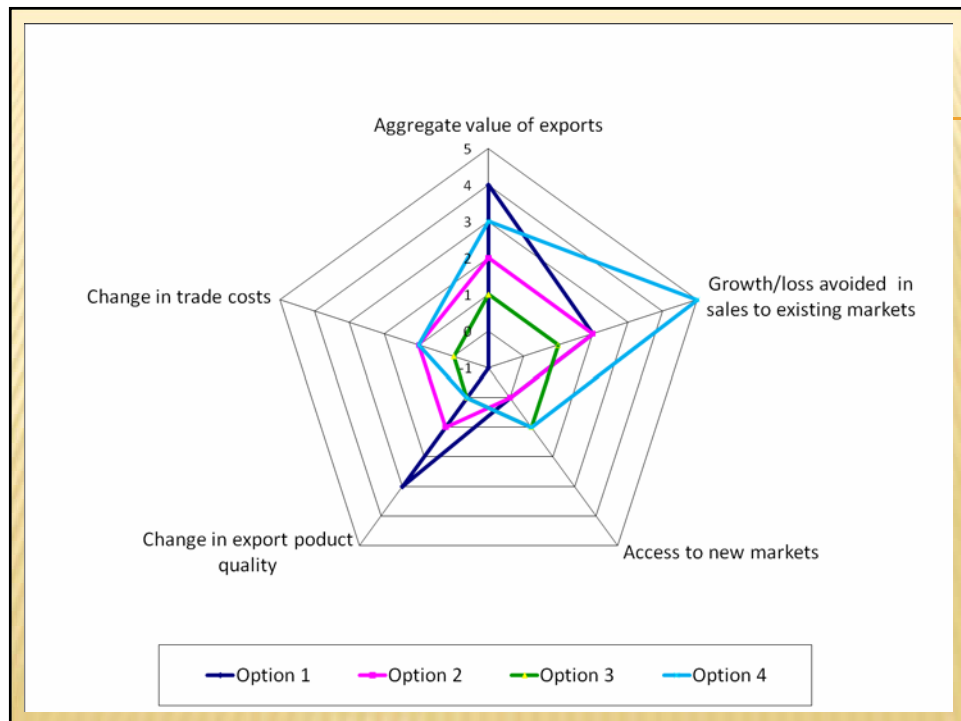 Aggregate value of exports
5
4
3
2
1
0
-1
Growth/loss avoided in
sales to existing markets
Change in trade costs
Change in export poduct
quality
Access to new markets
Option 1 Option 2 Option 3 Option 4